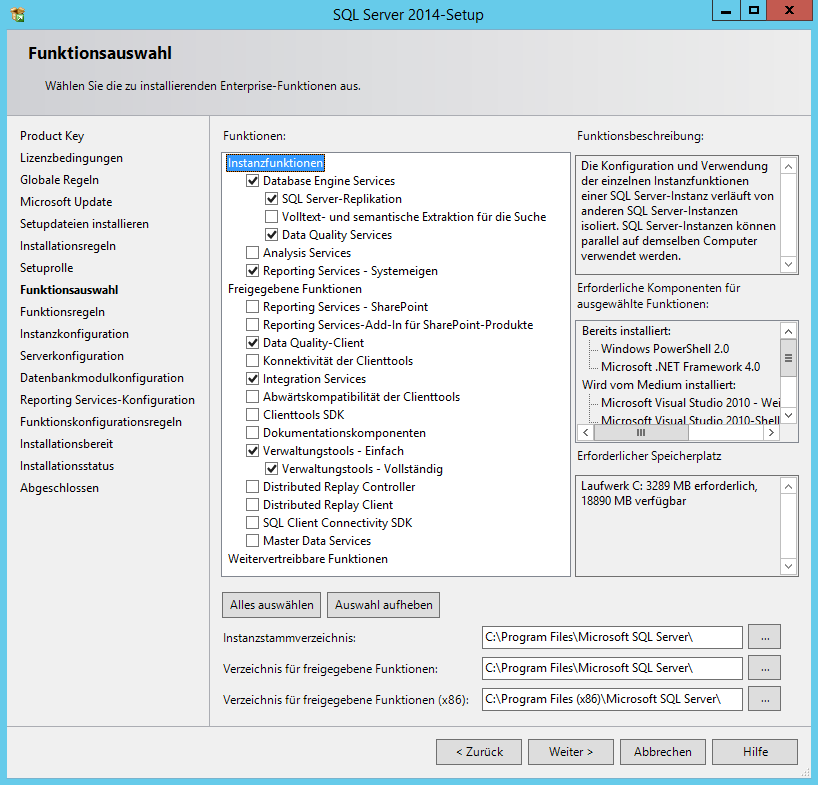 SQL Server 2014-Setup
Funktionsauswahl
Wählen Sie die zu installierenden Enterprise-Funktionen aus.
Product Key
Lizenzbedingungen
Globale Regeln
Microsoft Update
Setupdateien installieren
Installationsregeln
Setuprolle
Funktionsauswahl
Funktionsregeln
Instanzkonfiguration
Serverkonfiguration
Datenbankmodulkonfiguration
Reporting Services-Konfiguration
Funktionskonfigurationsregeln
Installationsbereit
Installationsstatus
Abgeschlossen
Funktionen:
Instanzfunktionen
Database Engine Services
SQL Server-Replikation
Volltext- und semantische Extraktion für die Suche
Data Quality Services
Analysis Services
Reporting Services - Systemeigen
Freigegebene Funktionen
Reporting Services - SharePoint
Reporting Services-Add-In für SharePoint-Produkte
Data Quality-Client
Konnektivität der Clienttools
Integration Services
Abwärtskompatibilität der Clienttools
Clienttools SDK
Dokumentationskomponenten
Verwaltungstools - Einfach
Verwaltungstools - Vollständig
Distributed Replay Controller
Distributed Replay Client
SQL Client Connectivity SDK
Master Data Services
Weitervertreibbare Funktionen
Funktionsbeschreibung:
Die Konfiguration und Verwendung
der einzelnen Instanzfunktionen
einer SQL Server-Instanz verläuft von
anderen SQL Server-Instanzen
isoliert. SQL Server-Instanzen können
parallel auf demselben Computer
verwendet werden.
Erforderliche Komponenten für
ausgewählte Funktionen:
Bereits installiert:
Windows PowerShell 2.0
Microsoft .NET Framework 4.0
Wird vom Medium installiert:
Microsoft Visual Studio 2010 - Wei
Microsoft Visual Studio 2010-Shell
Erforderlicher Speicherplatz
Laufwerk C: 3289 MB erforderlich,
18890 MB verfügbar
Alles auswählen
Auswahl aufheben
Instanzstammverzeichnis:
C:\Program Files\Microsoft SQL Server\
...
Verzeichnis für freigegebene Funktionen:
C:\Program Files\Microsoft SQL Server\
...
Verzeichnis für freigegebene Funktionen (x86):
C:\Program Files (x86)\Microsoft SQL Server\
...
< Zurück
Weiter >
Abbrechen
Hilfe